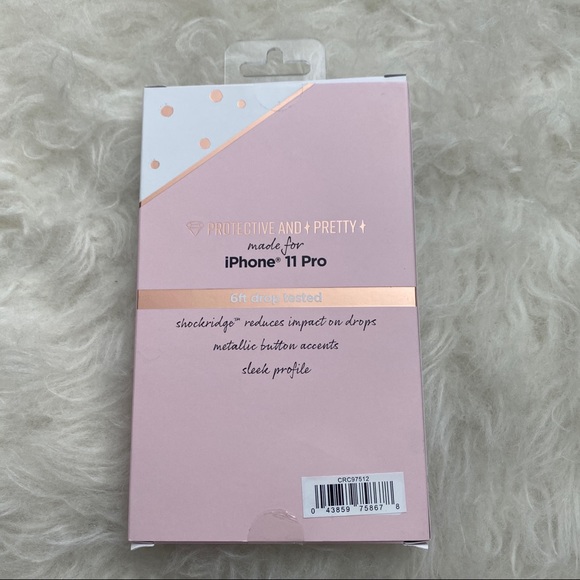 PROTECTIVE AND PRETTY
made for
iPhone® 11 Pro
6ft drop tested
shockridge™ reduces impact on drops
metallic button accents
sleek profile
CRC97512
0 43859 75867 8